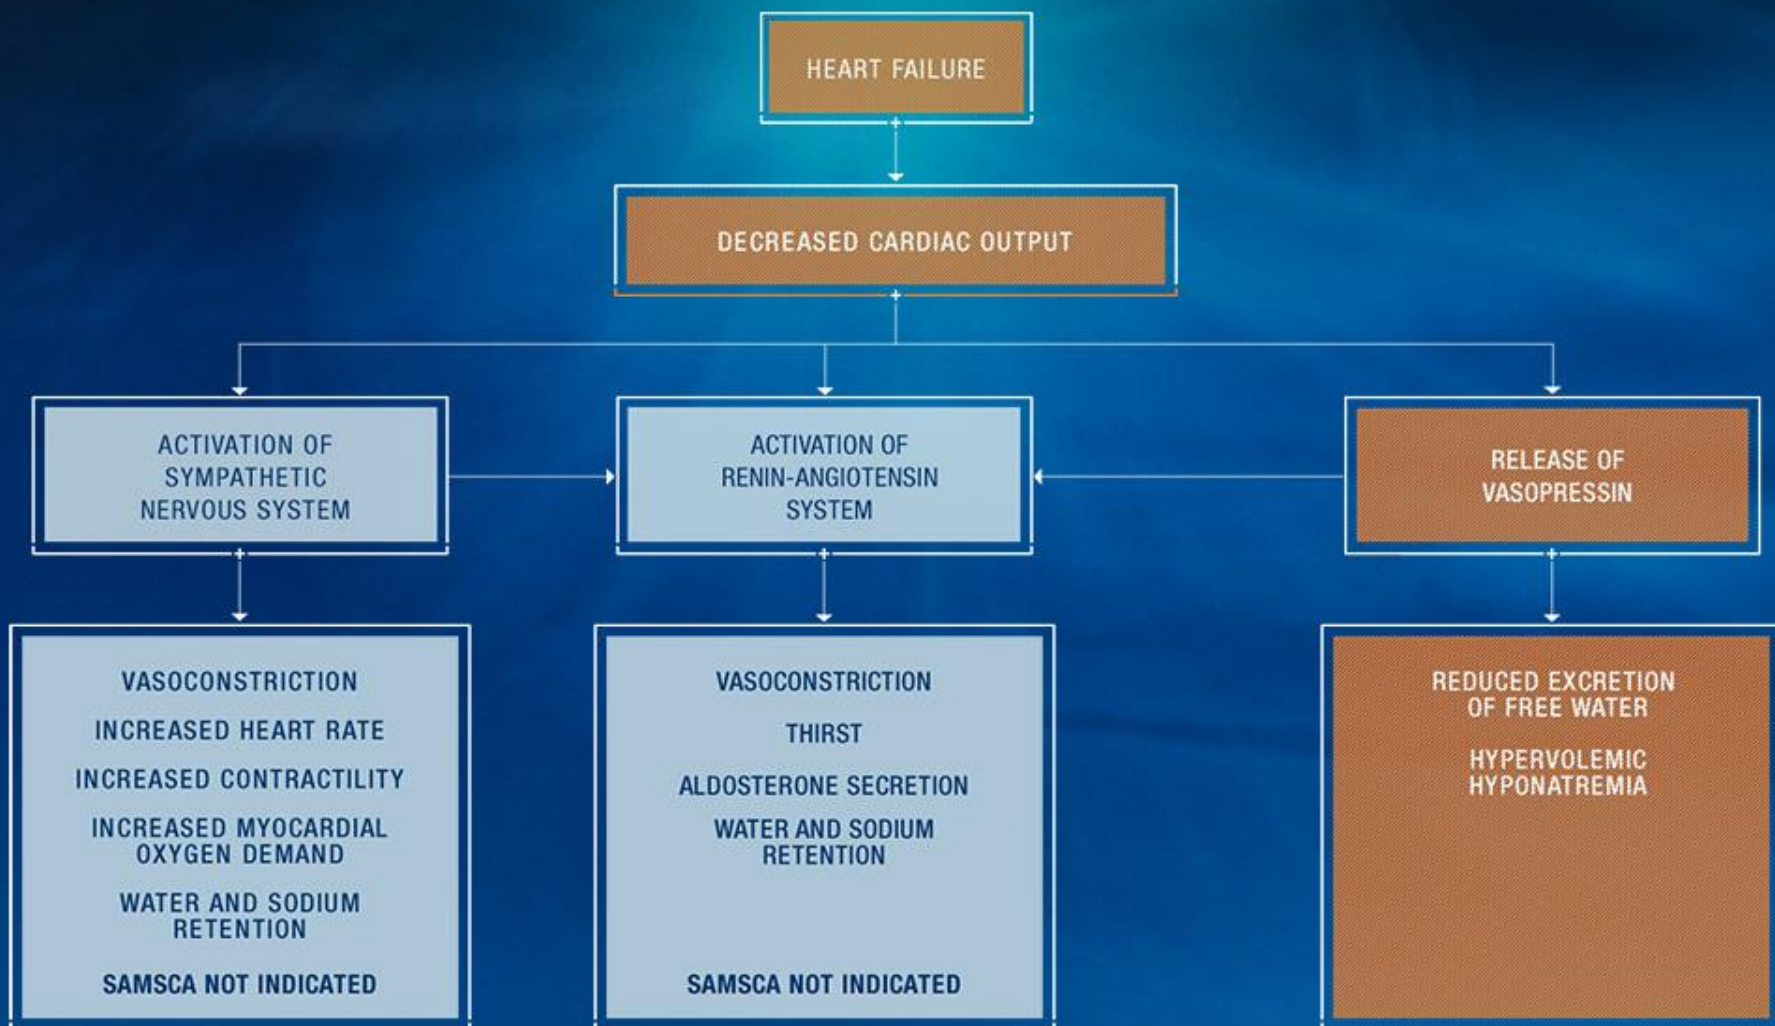 HEART FAILURE
DECREASED CARDIAC OUTPUT
ACTIVATION OF
SYMPATHETIC
NERVOUS SYSTEM
ACTIVATION OF
RENIN-ANGIOTENSIN
SYSTEM
RELEASE OF
VASOPRESSIN
VASOCONSTRICTION
INCREASED HEART RATE
INCREASED CONTRACTILITY
INCREASED MYOCARDIAL
OXYGEN DEMAND
WATER AND SODIUM
RETENTION
SAMSCA NOT INDICATED
VASOCONSTRICTION
THIRST
ALDOSTERONE SECRETION
WATER AND SODIUM
RETENTION
SAMSCA NOT INDICATED
REDUCED EXCRETION
OF FREE WATER
HYPERVOLEMIC
HYPONATREMIA